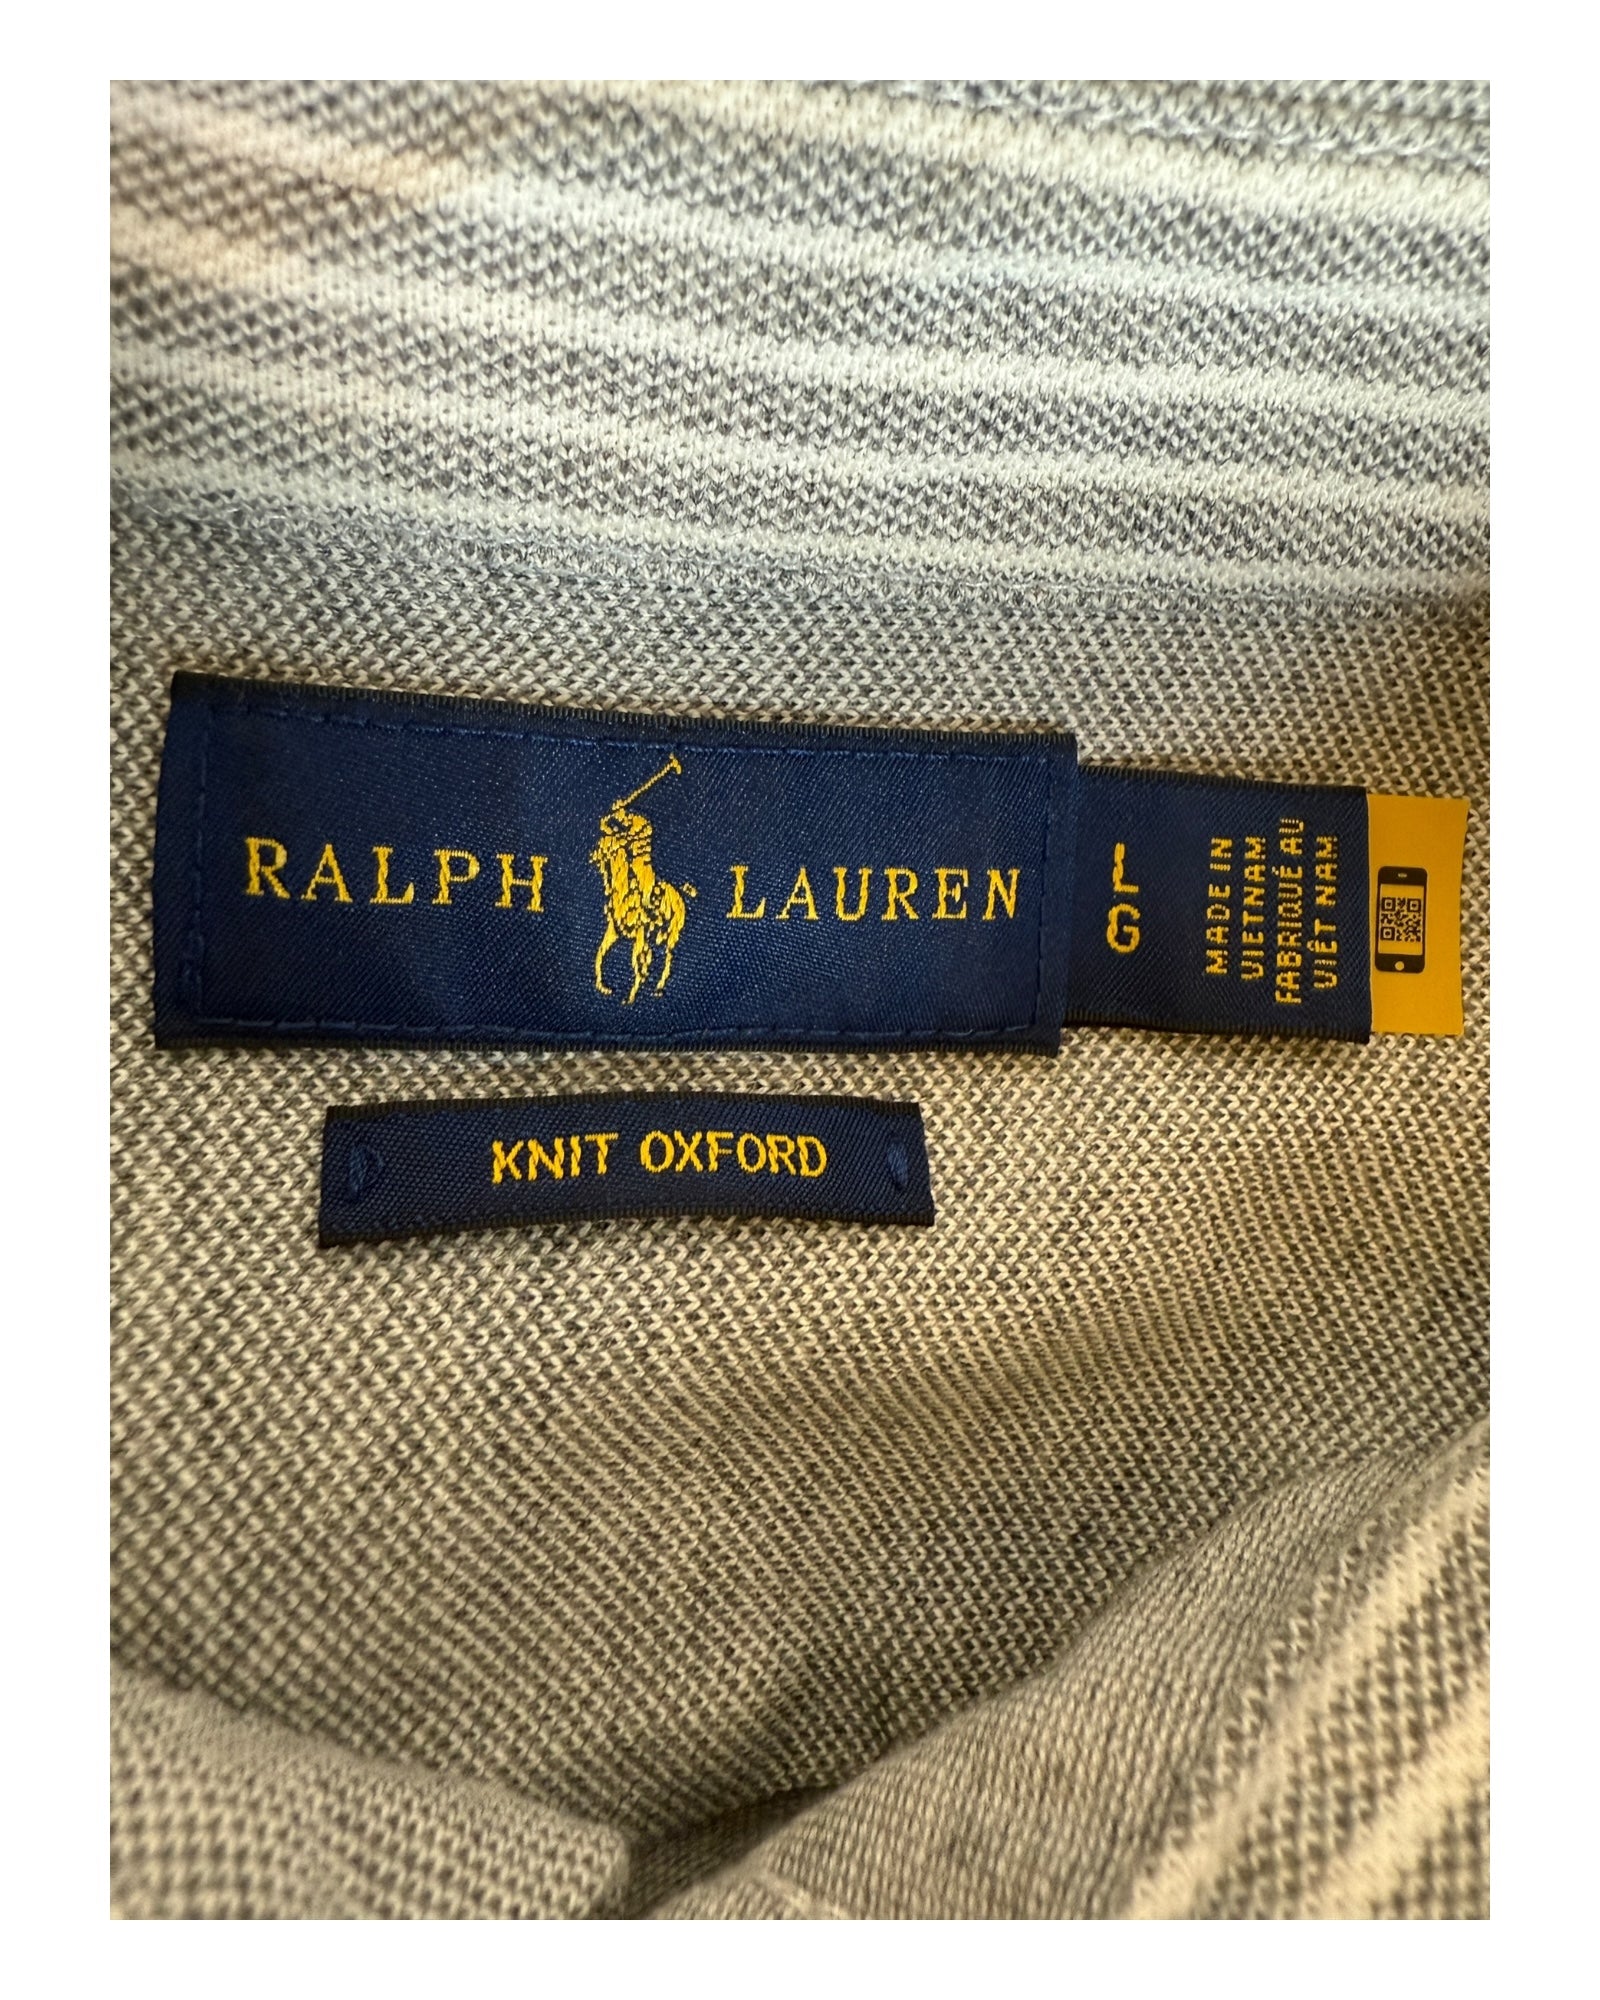 RALPH LAUREN
L
G
MADE IN
VIETNAM
FABRIQUÉ AU
VIÊT NAM
KNIT OXFORD